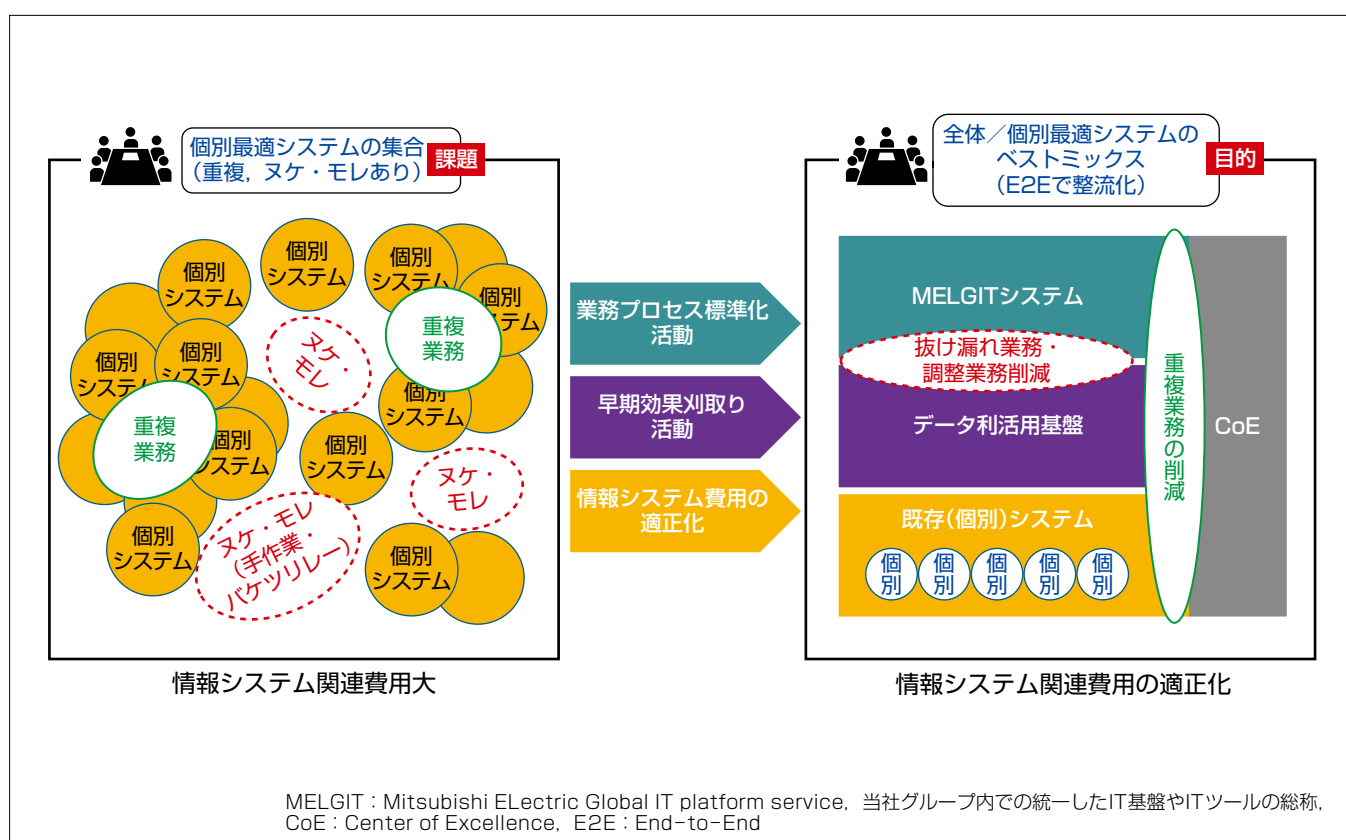 個別最適システムの集合
(重複，ヌケ・モレあり)
課題
個別
システム
個別
システム
個別
システム
個別
システム
重複
業務
ヌケ・
モレ
個別
システム
個別
システム
個別
システム
重複
業務
個別
システム
個別
システム
ヌケ・
モレ
個別
システム
ヌケ・モレ
(手作業・
バケツリレー)
個別
システム
情報システム関連費用大
業務プロセス標準化
活動
早期効果刈取り
活動
情報システム費用の
適正化
全体／個別最適システムの
ベストミックス
(E2Eで整流化)
目的
MELGITシステム
抜け漏れ業務・
調整業務削減
データ利活用基盤
既存(個別)システム
個別
個別
個別
個別
個別
重複業務の削減
CoE
情報システム関連費用の適正化
MELGIT：Mitsubishi ELectric Global IT platform service，当社グループ内での統一したIT基盤やITツールの総称，
CoE：Center of Excellence，E2E：End-to-End